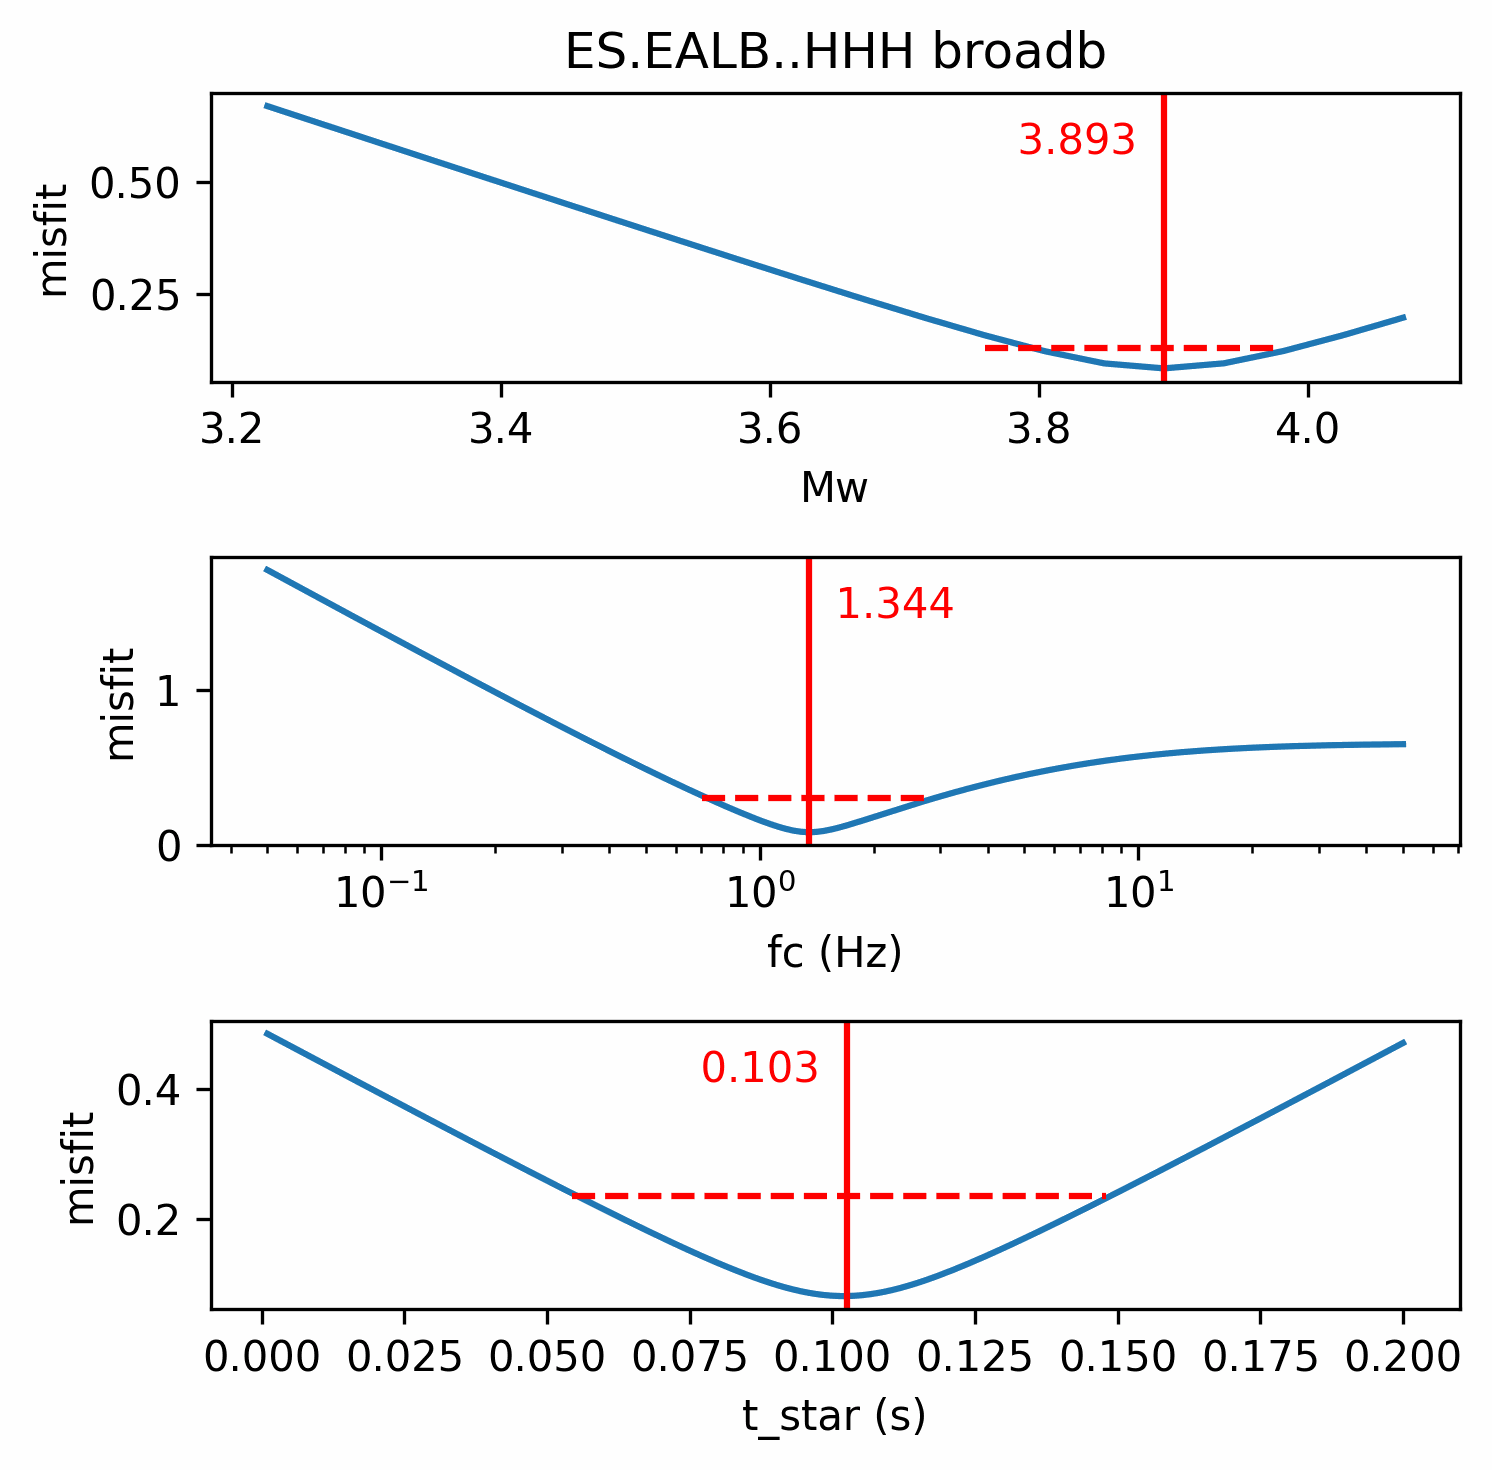 ES.EALB..HHH broadb
3.893
misfit
0.50
0.25
3.2 3.4 3.6 3.8 4.0
Mw
1.344
misfit
1
0
10⁻¹ 10⁰ 10¹
fc (Hz)
0.103
misfit
0.4
0.2
0.000 0.025 0.050 0.075 0.100 0.125 0.150 0.175 0.200
t_star (s)